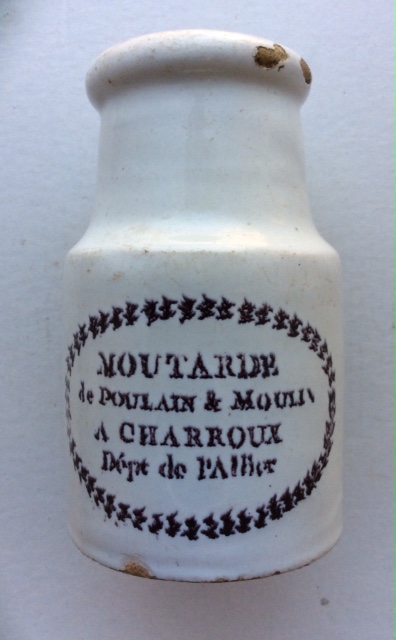 MOUTARDE
de POULAIN & MOULIN
A CHARROUX
Dépt de l'Allier